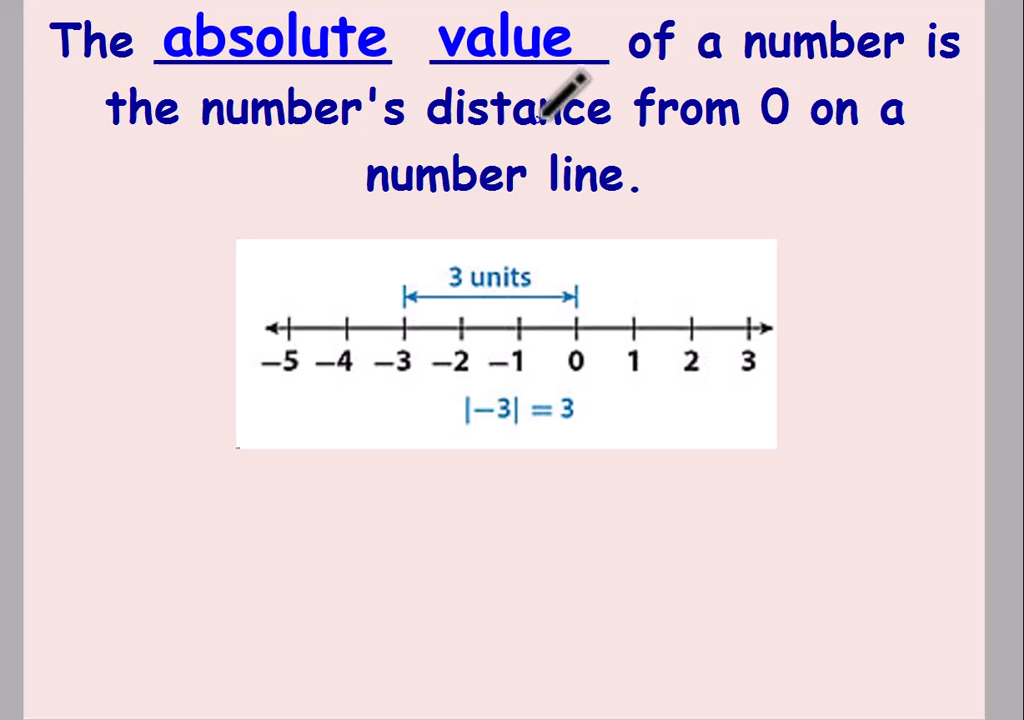 The absolute value of a number is
the number's distance from 0 on a
number line.
3 units
−5 −4 −3 −2 −1 0 1 2 3
|−3| = 3